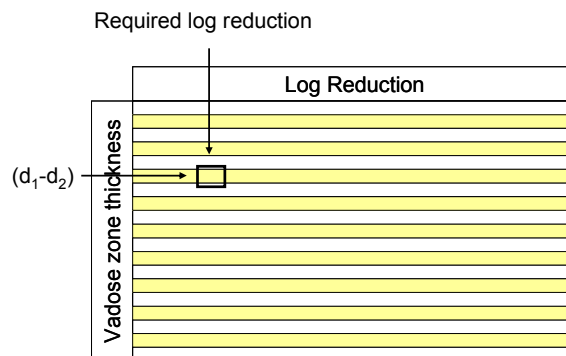 Required log reduction
Log Reduction
Vadose zone thickness
(d₁-d₂)